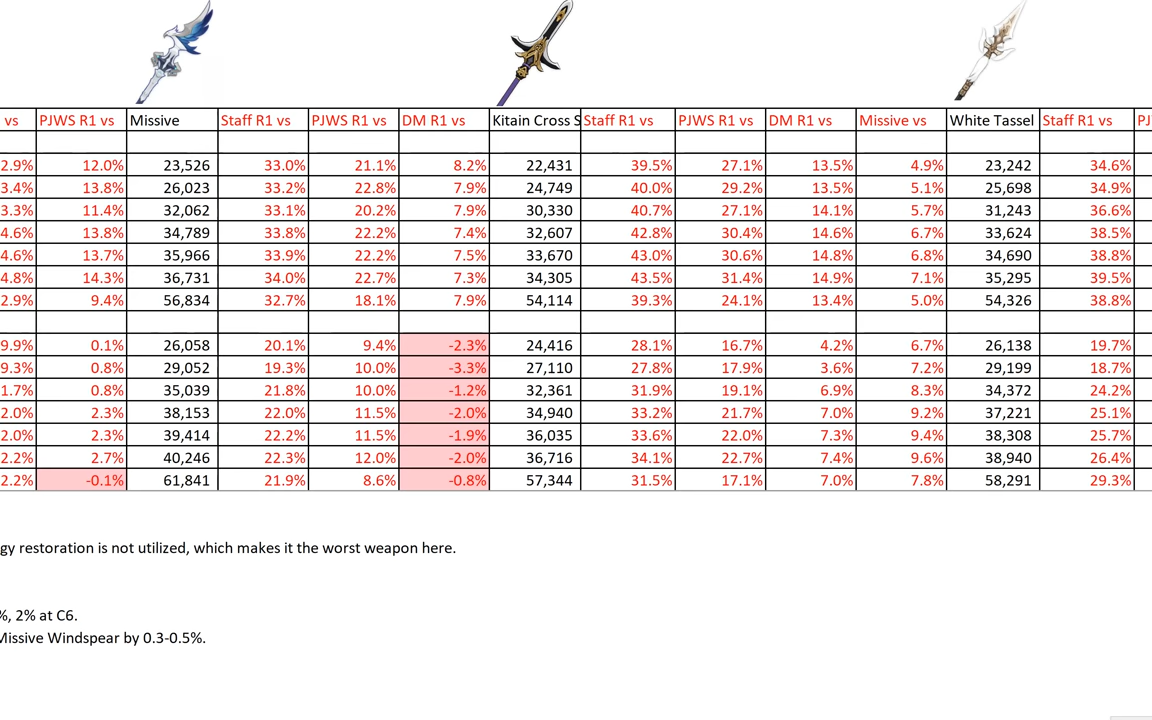 vs PJWS R1 vs Missive Staff R1 vs PJWS R1 vs DM R1 vs Kitain Cross S Staff R1 vs PJWS R1 vs DM R1 vs Missive vs White Tassel Staff R1 vs PJ
2.9% 12.0% 23,526 33.0% 21.1% 8.2% 22,431 39.5% 27.1% 13.5% 4.9% 23,242 34.6%
3.4% 13.8% 26,023 33.2% 22.8% 7.9% 24,749 40.0% 29.2% 13.5% 5.1% 25,698 34.9%
3.3% 11.4% 32,062 33.1% 20.2% 7.9% 30,330 40.7% 27.1% 14.1% 5.7% 31,243 36.6%
4.6% 13.8% 34,789 33.8% 22.2% 7.4% 32,607 42.8% 30.4% 14.6% 6.7% 33,624 38.5%
4.6% 13.7% 35,966 33.9% 22.2% 7.5% 33,670 43.0% 30.6% 14.8% 6.8% 34,690 38.8%
4.8% 14.3% 36,731 34.0% 22.7% 7.3% 34,305 43.5% 31.4% 14.9% 7.1% 35,295 39.5%
2.9% 9.4% 56,834 32.7% 18.1% 7.9% 54,114 39.3% 24.1% 13.4% 5.0% 54,326 38.8%
9.9% 0.1% 26,058 20.1% 9.4% -2.3% 24,416 28.1% 16.7% 4.2% 6.7% 26,138 19.7%
9.3% 0.8% 29,052 19.3% 10.0% -3.3% 27,110 27.8% 17.9% 3.6% 7.2% 29,199 18.7%
1.7% 0.8% 35,039 21.8% 10.0% -1.2% 32,361 31.9% 19.1% 6.9% 8.3% 34,372 24.2%
2.0% 2.3% 38,153 22.0% 11.5% -2.0% 34,940 33.2% 21.7% 7.0% 9.2% 37,221 25.1%
2.0% 2.3% 39,414 22.2% 11.5% -1.9% 36,035 33.6% 22.0% 7.3% 9.4% 38,308 25.7%
2.2% 2.7% 40,246 22.3% 12.0% -2.0% 36,716 34.1% 22.7% 7.4% 9.6% 38,940 26.4%
2.2% -0.1% 61,841 21.9% 8.6% -0.8% 57,344 31.5% 17.1% 7.0% 7.8% 58,291 29.3%
gy restoration is not utilized, which makes it the worst weapon here.
%, 2% at C6.
Missive Windspear by 0.3-0.5%.